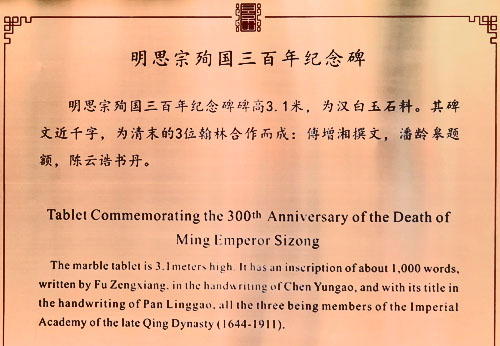 明思宗殉国三百年纪念碑
明思宗殉国三百年纪念碑碑高3.1米，为汉白玉石料。其碑
文近千字，为清末的3位翰林合作而成：傅增湘撰文，潘龄皋题
额，陈云诰书丹。
Tablet Commemorating the 300th Anniversary of the Death of
Ming Emperor Sizong
The marble tablet is 3.1meters high. It has an inscription of about 1,000 words,
written by Fu Zengxiang, in the handwriting of Chen Yungao, and with its title in
the handwriting of Pan Linggao, all the three being members of the Imperial
Academy of the late Qing Dynasty (1644-1911).